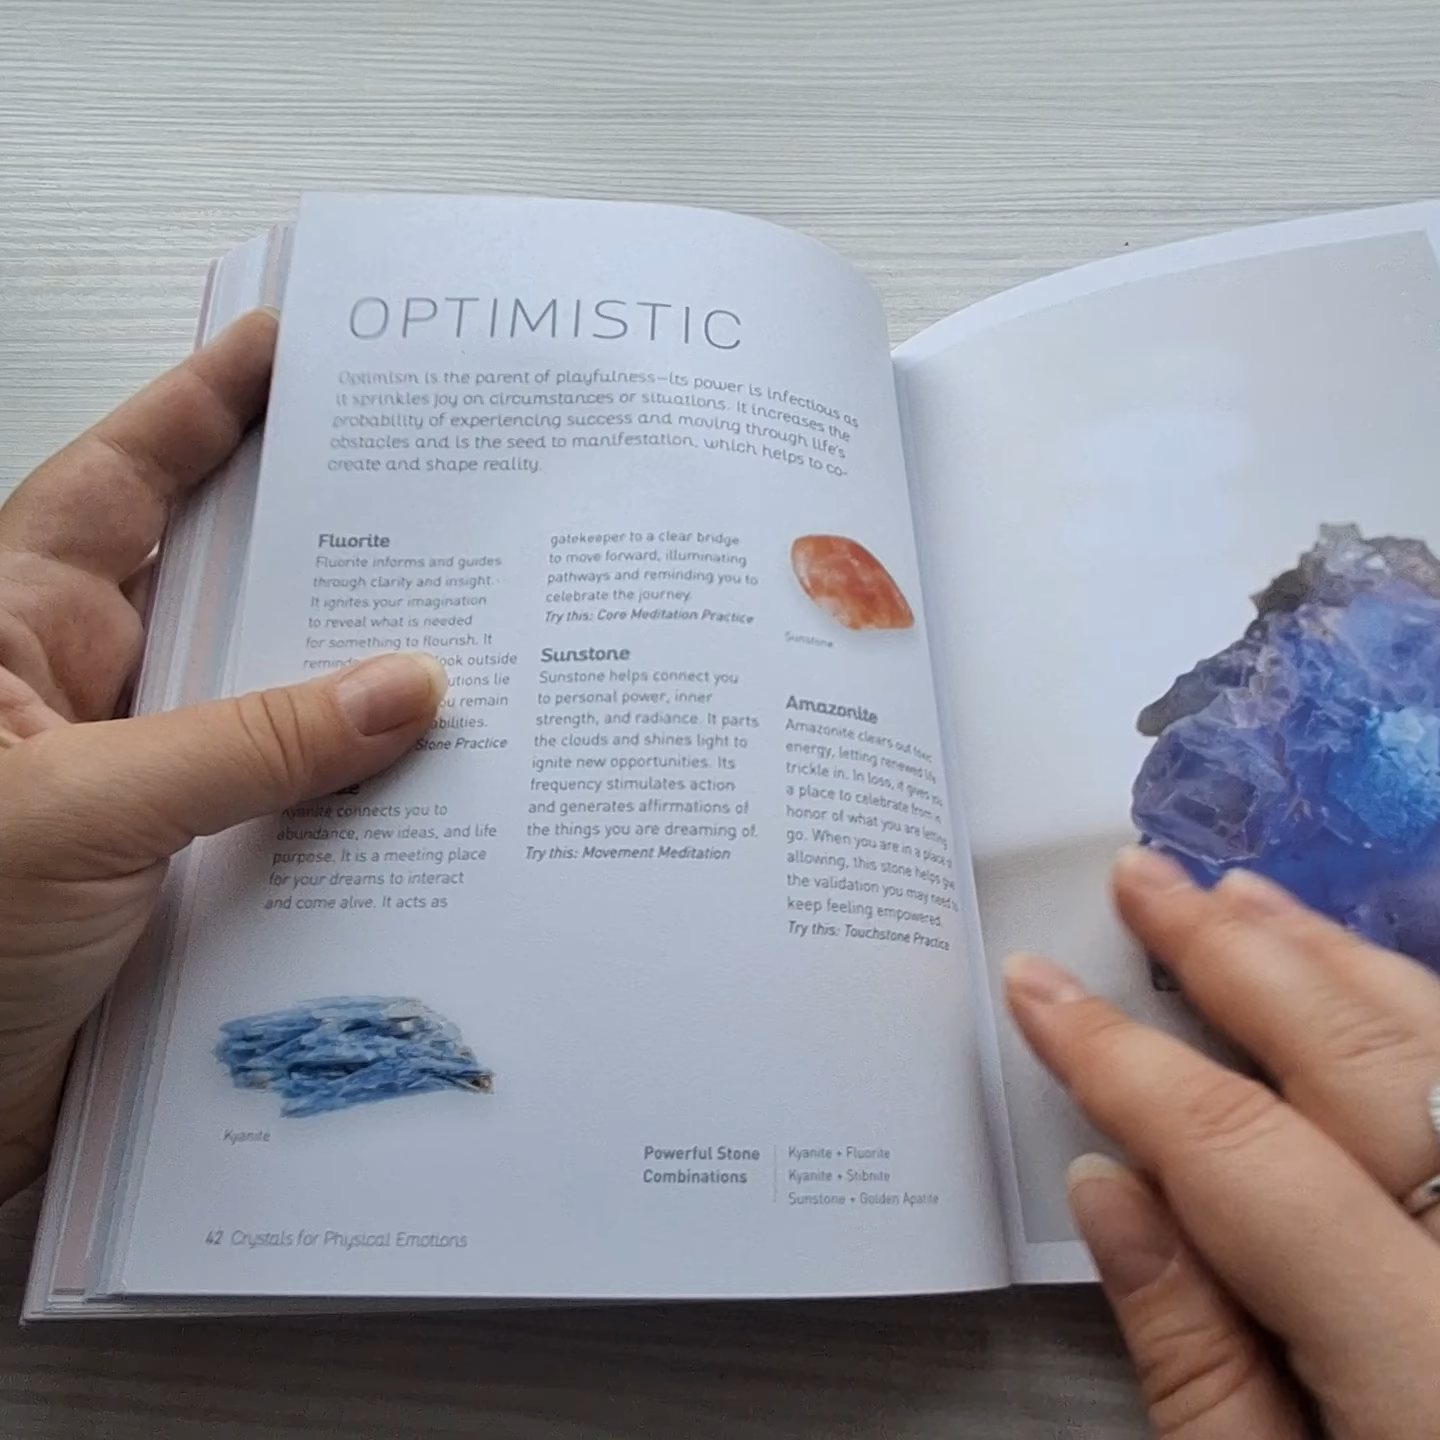 OPTIMISTIC
Optimism is the parent of playfulness—its power is infectious as
it sprinkles joy on circumstances or situations. It increases the
probability of experiencing success and moving through life's
obstacles and is the seed to manifestation, which helps to co-
create and shape reality.
Fluorite
Fluorite informs and guides
through clarity and insight.
It ignites your imagination
to reveal what is needed
for something to flourish. It
look outside
lie
remain
Stone Practice
connects you to
abundance, new ideas, and life
purpose. It is a meeting place
for your dreams to interact
and come alive. It acts as
gatekeeper to a clear bridge
to move forward, illuminating
pathways and reminding you to
celebrate the journey.
Try this: Core Meditation Practice
Sunstone
Sunstone helps connect you
to personal power, inner
strength, and radiance. It parts
the clouds and shines light to
ignite new opportunities. Its
frequency stimulates action
and generates affirmations of
the things you are dreaming of.
Try this: Movement Meditation
Sunstone
Amazonite
Amazonite clears out toxic
energy, letting renewed life
trickle in. In loss, it gives you
a place to celebrate from in
honor of what you are letting
go. When you are in a place of
allowing, this stone helps give
the validation you may need to
keep feeling empowered.
Try this: Touchstone Practice
Kyanite
Powerful Stone
Combinations
Kyanite + Fluorite
Kyanite + Stibnite
Sunstone + Golden Apatite
42 Crystals for Physical Emotions